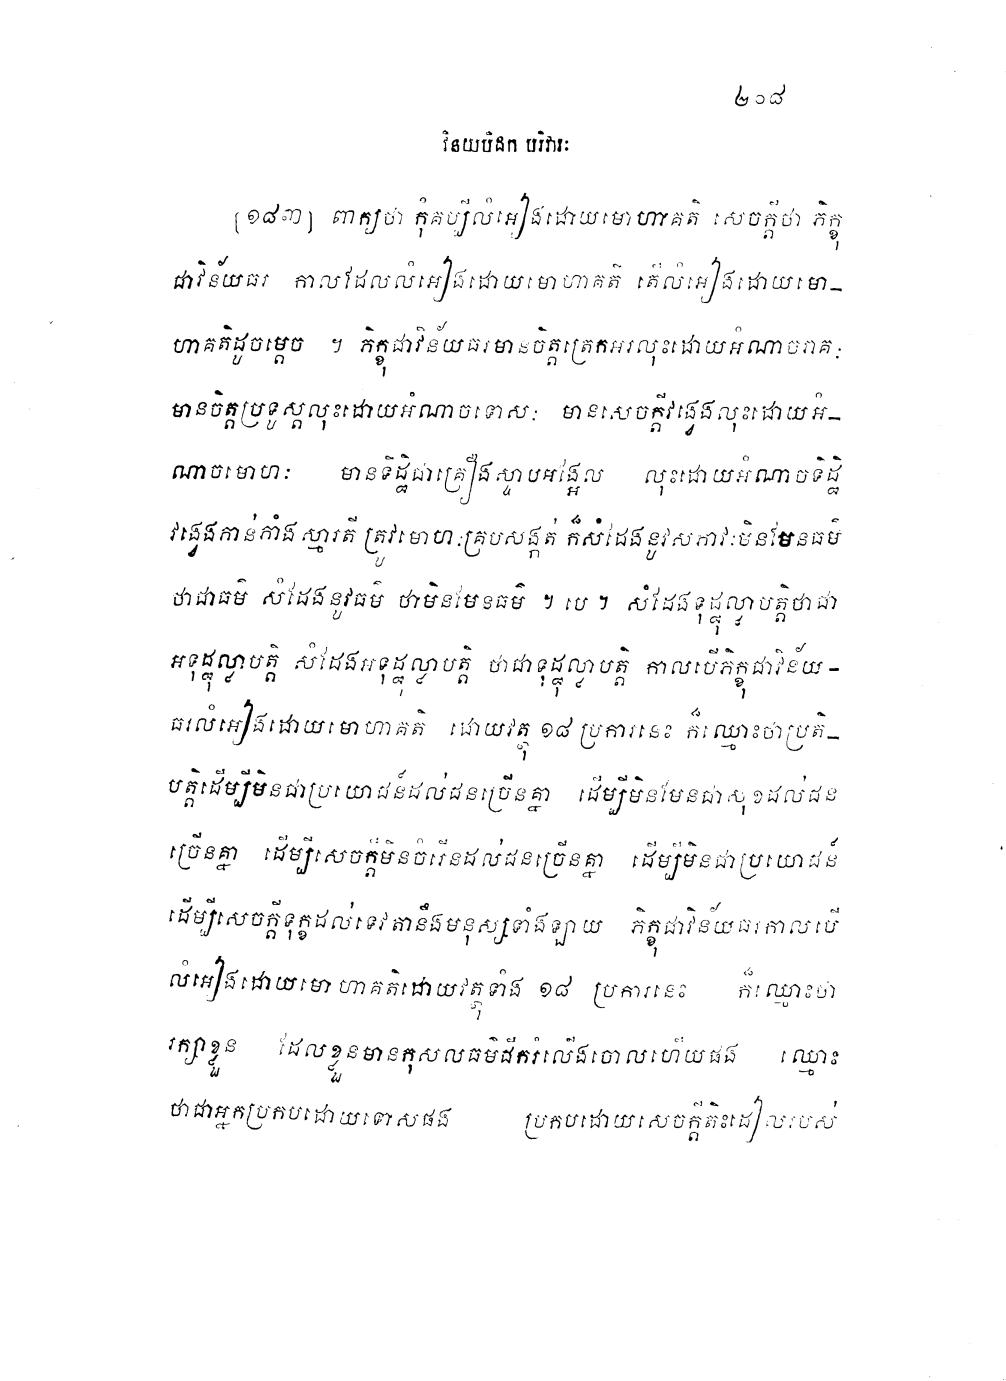 ២១៨
វិនយបិដក បរិវារៈ
[១៨៣] ពាក្យថា កុំគប្បីលំអៀងដោយមោហាគតិ សេចក្តីថា ភិក្ខុ
ជាវិន័យធរ កាលដែលលំអៀងដោយមោហាគតិ តើលំអៀងដោយមោ-
ហាគតិដូចម្តេច ។ ភិក្ខុជាវិន័យធរមានចិត្តត្រេកអរលុះដោយអំណាចរាគៈ
មានចិត្តប្រទូស្តលុះដោយអំណាចទោសៈ មានសេចក្តីវង្វេងលុះដោយអំ-
ណាចមោហៈ មានទិដ្ឋិជាគ្រឿងស្ទាបអង្អែល លុះដោយអំណាចទិដ្ឋិ
វង្វេងកាន់កាំងស្មារតី ត្រូវមោហៈគ្របសង្កត់ ក៏សំដែងនូវសភាវៈមិនមែនធម៌
ថាជាធម៌ សំដែងនូវធម៌ ថាមិនមែនធម៌ ។ បេ ។ សំដែងទុដ្ឋុល្លាបត្តិថាជា
អទុដ្ឋុល្លាបត្តិ សំដែងអទុដ្ឋុល្លាបត្តិ ថាជាទុដ្ឋុល្លាបត្តិ កាលបើភិក្ខុជាវិន័យ-
ធរលំអៀងដោយមោហាគតិ ដោយវត្ថុ ១៨ ប្រការនេះ ក៏ឈ្មោះថាប្រតិ-
បត្តិដើម្បីមិនជាប្រយោជន៍ដល់ជនច្រើនគ្នា ដើម្បីមិនមែនជាសុខដល់ជន
ច្រើនគ្នា ដើម្បីសេចក្តីមិនចំរើនដល់ជនច្រើនគ្នា ដើម្បីមិនជាប្រយោជន៍
ដើម្បីសេចក្តីទុក្ខដល់ទេវតានឹងមនុស្សទាំងឡាយ ភិក្ខុជាវិន័យធរកាលបើ
លំអៀងដោយមោហាគតិដោយវត្ថុទាំង ១៨ ប្រការនេះ ក៏ឈ្មោះថា
រក្សាខ្លួន ដែលខ្លួនមានកុសលធម៌ជីករំលើងចោលហើយផង ឈ្មោះ
ថាជាអ្នកប្រកបដោយទោសផង ប្រកបដោយសេចក្តីតិះដៀលរបស់